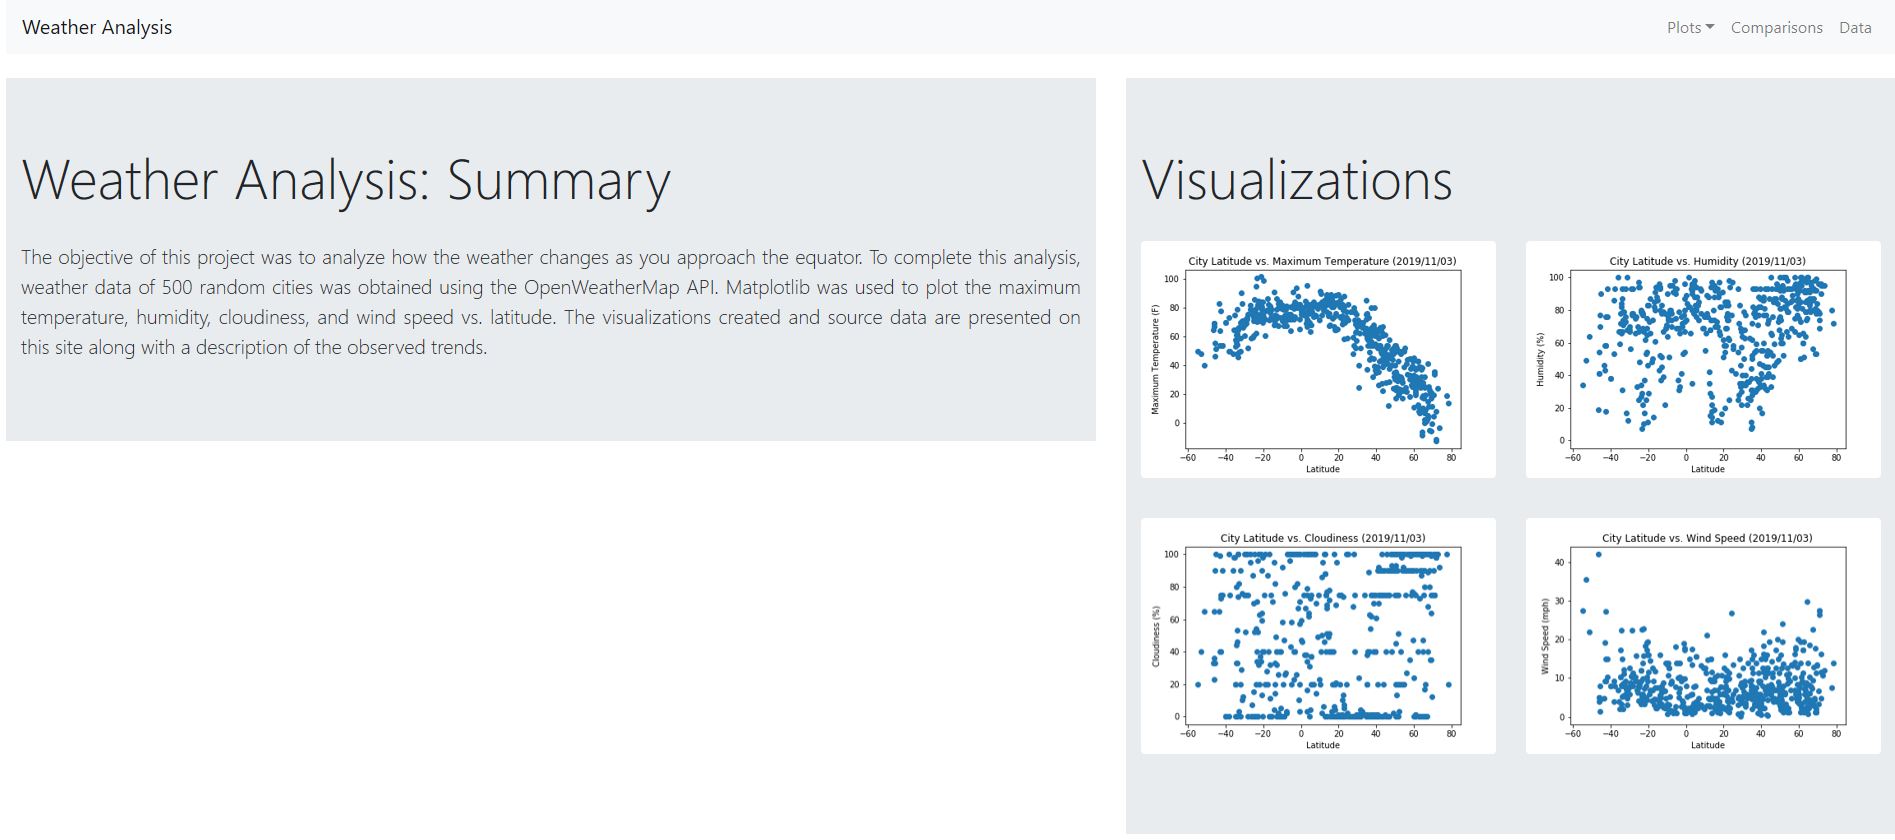 Weather Analysis
Plots Comparisons Data
Weather Analysis: Summary
The objective of this project was to analyze how the weather changes as you approach the equator. To complete this analysis,
weather data of 500 random cities was obtained using the OpenWeatherMap API. Matplotlib was used to plot the maximum
temperature, humidity, cloudiness, and wind speed vs. latitude. The visualizations created and source data are presented on
this site along with a description of the observed trends.
Visualizations
City Latitude vs. Maximum Temperature (2019/11/03)
Maximum Temperature (F)
100
80
60
40
20
0
−60 −40 −20 0 20 40 60 80
Latitude
City Latitude vs. Humidity (2019/11/03)
Humidity (%)
100
80
60
40
20
0
−60 −40 −20 0 20 40 60 80
Latitude
City Latitude vs. Cloudiness (2019/11/03)
Cloudiness (%)
100
80
60
40
20
0
−60 −40 −20 0 20 40 60 80
Latitude
City Latitude vs. Wind Speed (2019/11/03)
Wind Speed (mph)
40
30
20
10
0
−60 −40 −20 0 20 40 60 80
Latitude